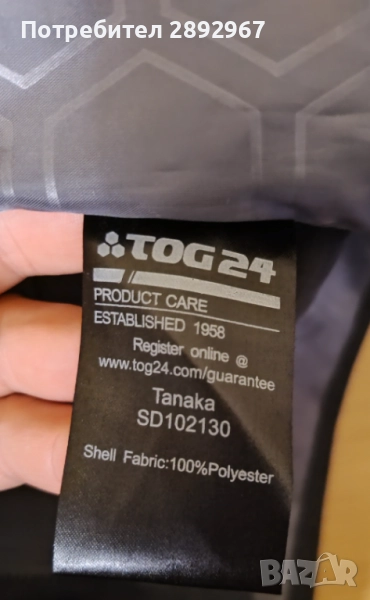 Потребител 2892967
TOG24
PRODUCT CARE
ESTABLISHED 1958
Register online @
www.tog24.com/guarantee
Tanaka
SD102130
Shell Fabric:100%Polyester
BAZAR